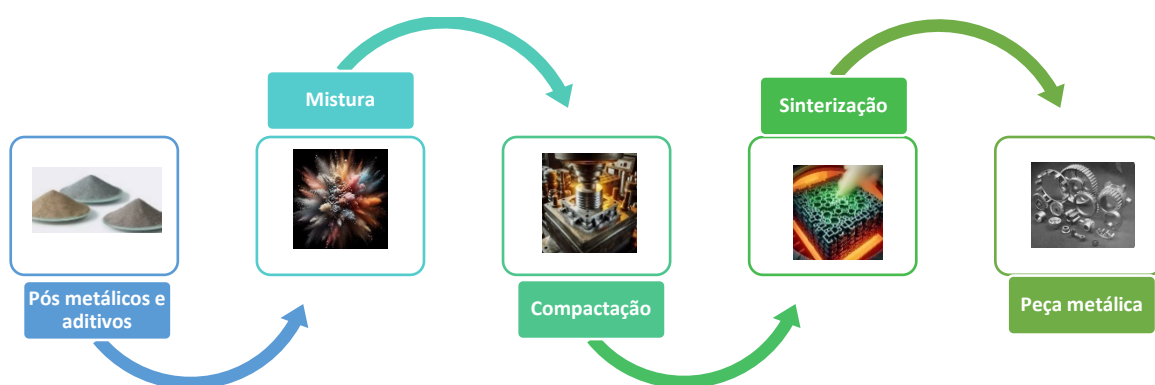 Pós metálicos e
aditivos
Mistura
Compactação
Sinterização
Peça metálica